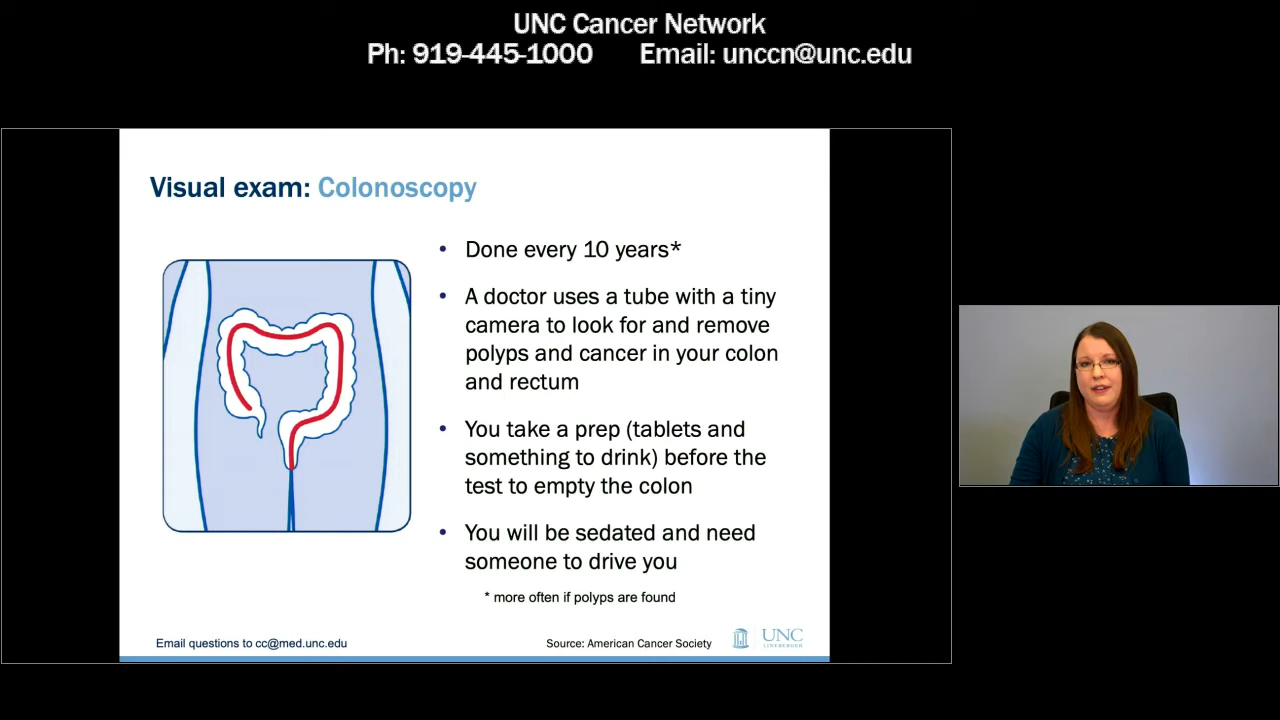 UNC Cancer Network
Ph: 919-445-1000 Email: unccn@unc.edu
Visual exam: Colonoscopy
• Done every 10 years*
• A doctor uses a tube with a tiny
camera to look for and remove
polyps and cancer in your colon
and rectum
• You take a prep (tablets and
something to drink) before the
test to empty the colon
• You will be sedated and need
someone to drive you
* more often if polyps are found
Email questions to cc@med.unc.edu
Source: American Cancer Society
UNC
LINEBERGER